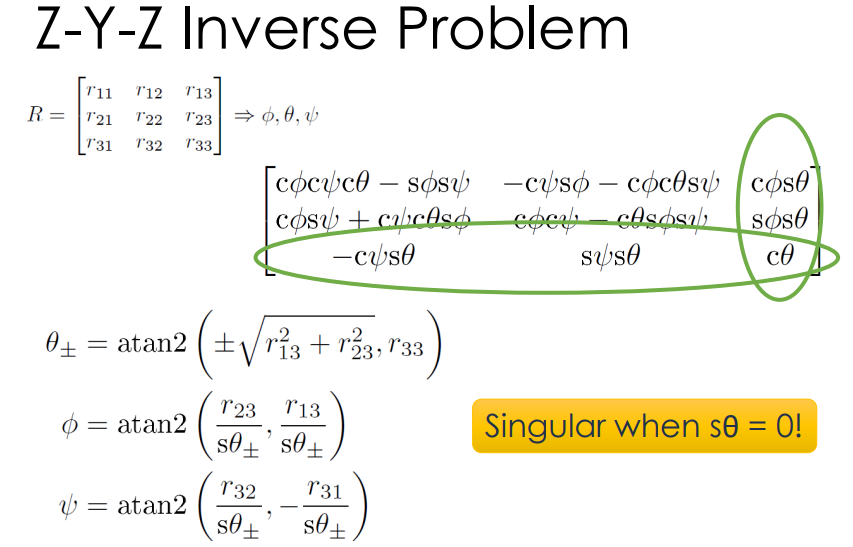 Z-Y-Z Inverse Problem
R = [r11 r12 r13
r21 r22 r23
r31 r32 r33] ⇒ ϕ, θ, ψ
[cϕcψcθ − sϕsψ −cψsϕ − cϕcθsψ cϕsθ
cϕsψ + cψcθsϕ cϕcψ − cθsϕsψ sϕsθ
−cψsθ sψsθ cθ]
θ± = atan2(±√(r13² + r23²), r33)
ϕ = atan2(r23/sθ±, r13/sθ±)
Singular when sθ = 0!
ψ = atan2(r32/sθ±, −r31/sθ±)